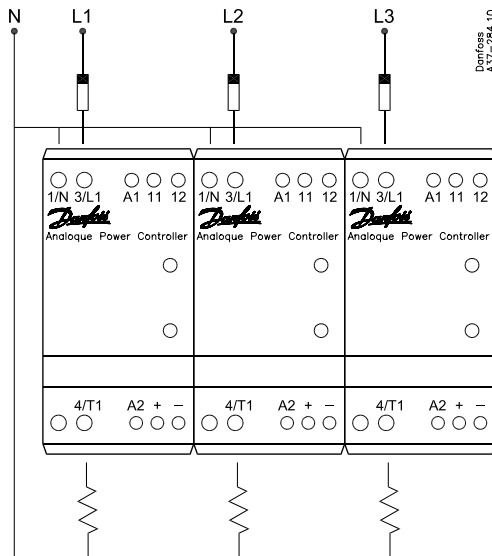 N L1 L2 L3
Danfoss
A37-284.10
1/N 3/L1 A1 11 12 1/N 3/L1 A1 11 12 1/N 3/L1 A1 11 12
Danfoss Danfoss Danfoss
Analoque Power Controller Analoque Power Controller Analoque Power Controller
4/T1 A2 + − 4/T1 A2 + − 4/T1 A2 + −